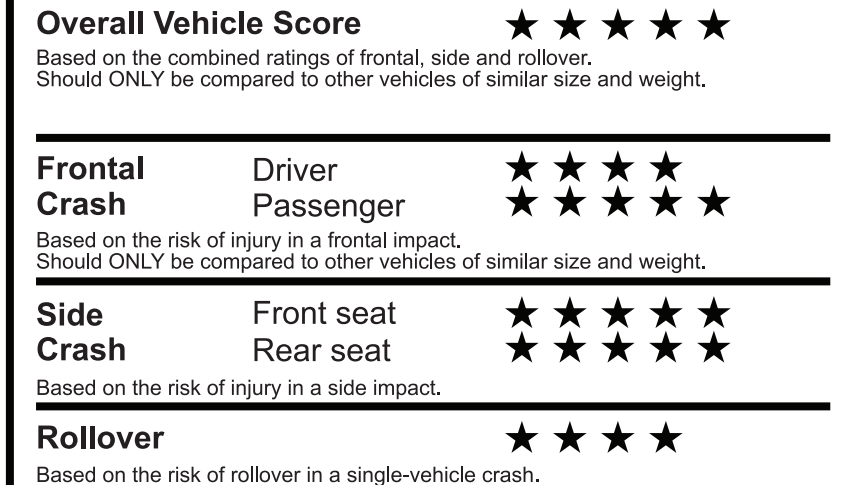 Overall Vehicle Score ★ ★ ★ ★ ★
Based on the combined ratings of frontal, side and rollover.
Should ONLY be compared to other vehicles of similar size and weight.
Frontal Driver ★ ★ ★ ★
Crash Passenger ★ ★ ★ ★ ★
Based on the risk of injury in a frontal impact.
Should ONLY be compared to other vehicles of similar size and weight.
Side Front seat ★ ★ ★ ★ ★
Crash Rear seat ★ ★ ★ ★ ★
Based on the risk of injury in a side impact.
Rollover ★ ★ ★ ★
Based on the risk of rollover in a single-vehicle crash.